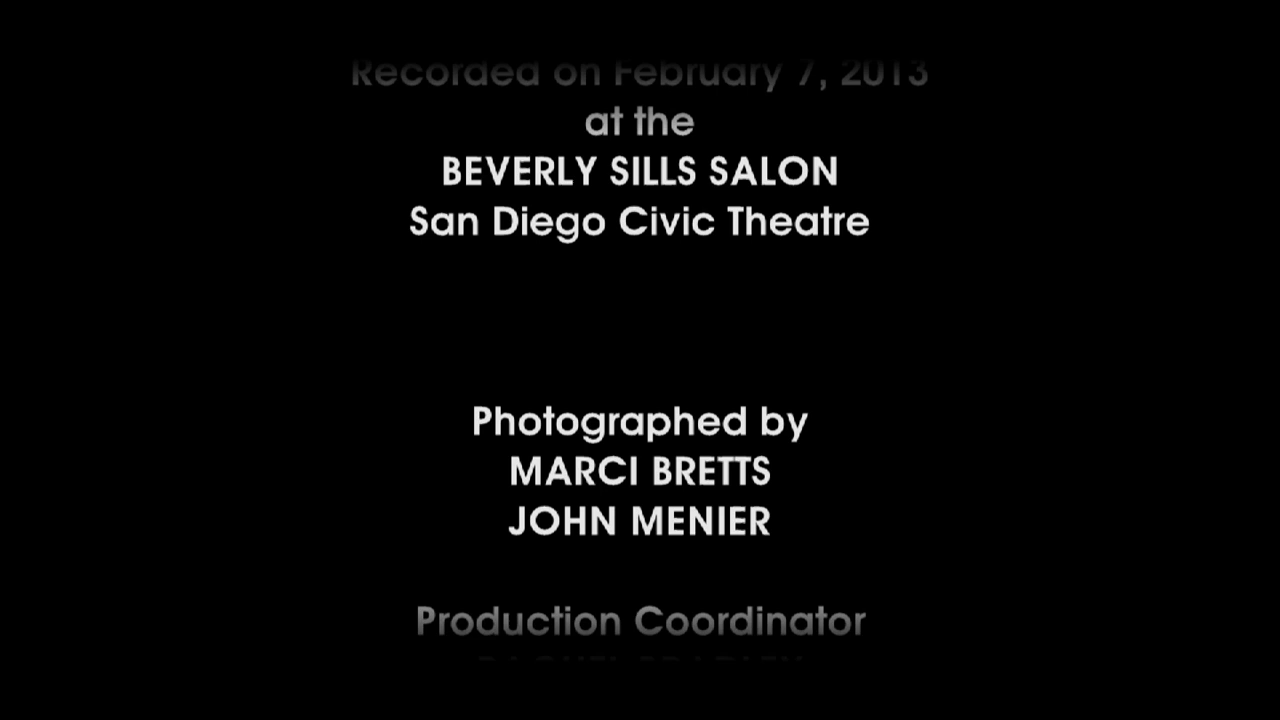 Recorded on February 7, 2013
at the
BEVERLY SILLS SALON
San Diego Civic Theatre
Photographed by
MARCI BRETTS
JOHN MENIER
Production Coordinator